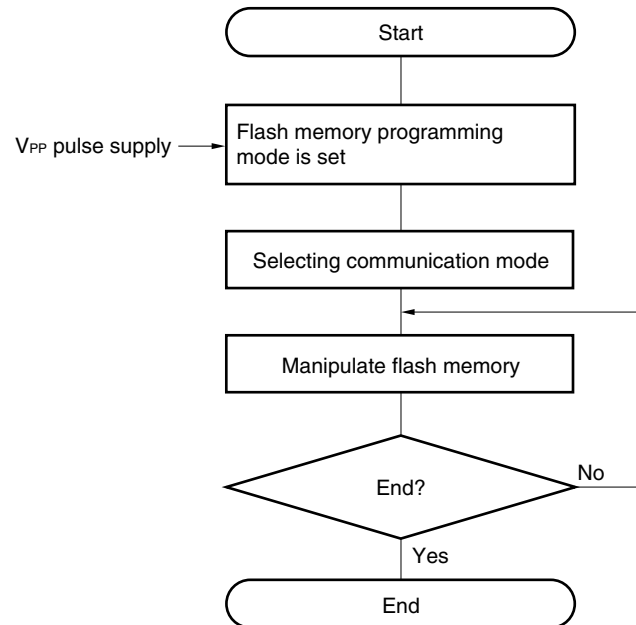 Start
Flash memory programming
mode is set
VPP pulse supply
Selecting communication mode
Manipulate flash memory
End?
No
Yes
End